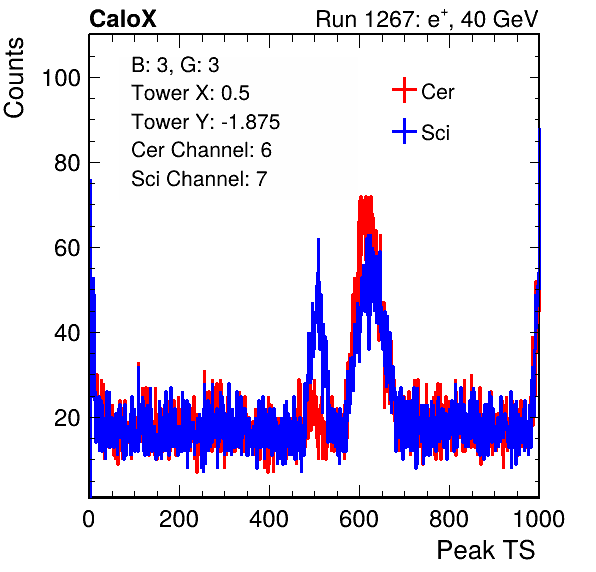 CaloX
Run 1267: e⁺, 40 GeV
Counts
B: 3, G: 3
Tower X: 0.5
Tower Y: -1.875
Cer Channel: 6
Sci Channel: 7
Cer
Sci
100
80
60
40
20
0 200 400 600 800 1000
Peak TS